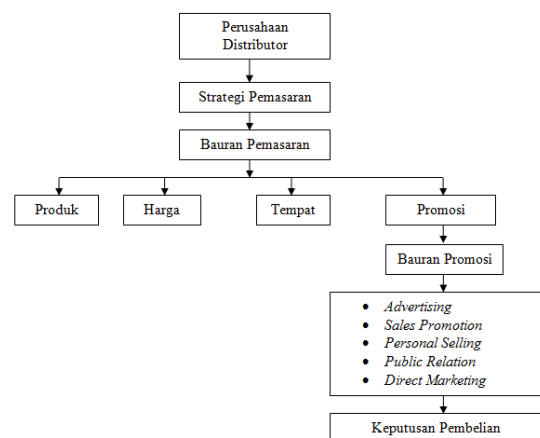 Perusahaan
Distributor
Strategi Pemasaran
Bauran Pemasaran
Produk
Harga
Tempat
Promosi
Bauran Promosi
• Advertising
• Sales Promotion
• Personal Selling
• Public Relation
• Direct Marketing
Keputusan Pembelian